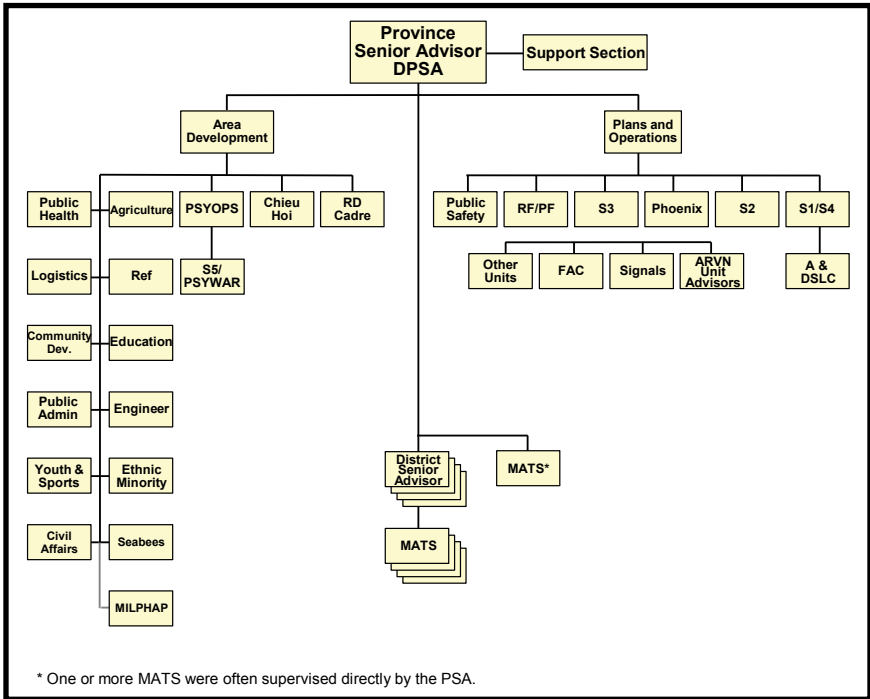 Province
Senior Advisor
DPSA
Support Section
Area
Development
Plans and
Operations
Public
Health
Agriculture
PSYOPS
Chieu
Hoi
RD
Cadre
Public
Safety
RF/PF
S3
Phoenix
S2
S1/S4
Logistics
Ref
S5/
PSYWAR
Other
Units
FAC
Signals
ARVN
Unit
Advisors
A &
DSLC
Community
Dev.
Education
Public
Admin
Engineer
Youth &
Sports
Ethnic
Minority
District
Senior
Advisor
MATS*
Civil
Affairs
Seabees
MATS
MILPHAP
* One or more MATS were often supervised directly by the PSA.